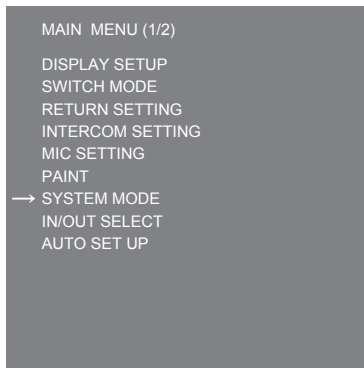 MAIN MENU (1/2)
DISPLAY SETUP
SWITCH MODE
RETURN SETTING
INTERCOM SETTING
MIC SETTING
PAINT
→ SYSTEM MODE
IN/OUT SELECT
AUTO SET UP